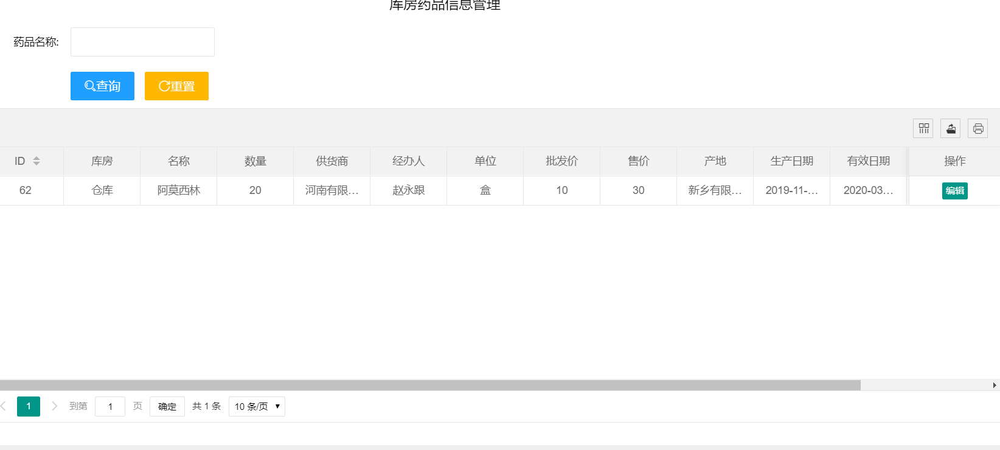 库房药品信息管理
药品名称:
查询 重置
ID 库房 名称 数量 供货商 经办人 单位 批发价 售价 产地 生产日期 有效日期 操作
62 仓库 阿莫西林 20 河南有限... 赵永跟 盒 10 30 新乡有限... 2019-11-... 2020-03... 编辑
1 到第 1 页 确定 共 1 条 10 条/页